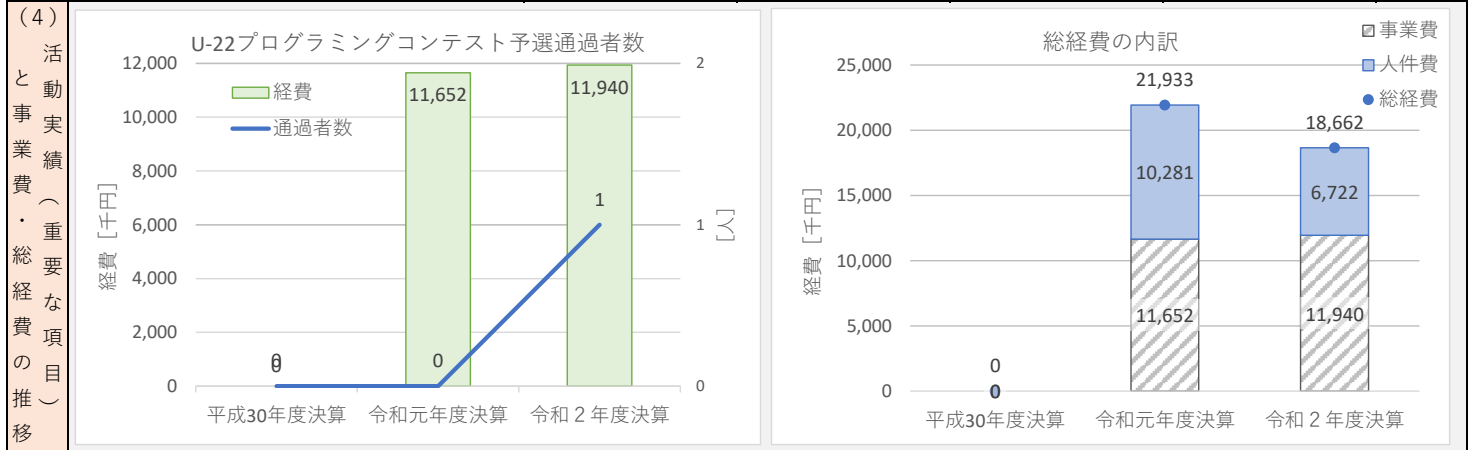 (4)
活動実績（重要な項目）
と事業費・総経費の推移
U-22プログラミングコンテスト予選通過者数
経費
通過者数
12,000
10,000
8,000
6,000
4,000
2,000
0
経費［千円］
2
1
0
[人]
11,652
11,940
0
0
0
1
平成30年度決算
令和元年度決算
令和２年度決算
総経費の内訳
事業費
人件費
総経費
25,000
20,000
15,000
10,000
5,000
0
経費［千円］
21,933
18,662
10,281
6,722
11,652
11,940
0
0
0
平成30年度決算
令和元年度決算
令和２年度決算